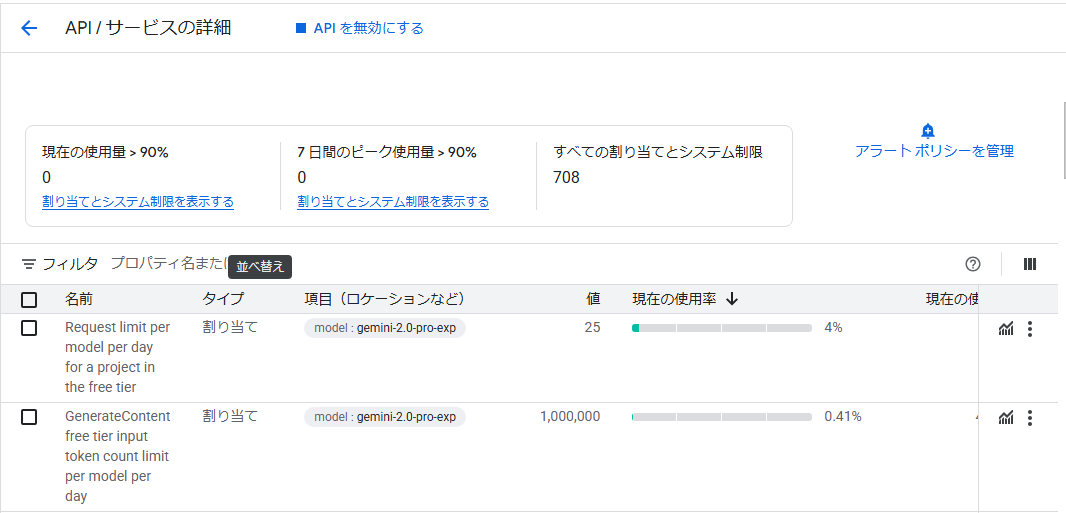 API / サービスの詳細
API を無効にする
現在の使用量 > 90%
0
割り当てとシステム制限を表示する
7 日間のピーク使用量 > 90%
0
割り当てとシステム制限を表示する
すべての割り当てとシステム制限
708
アラート ポリシーを管理
フィルタ プロパティ名または
並べ替え
名前 タイプ 項目（ロケーションなど） 値 現在の使用率 現在の使
Request limit per
model per day
for a project in
the free tier
割り当て
model : gemini-2.0-pro-exp
25
4%
GenerateContent
free tier input
token count limit
per model per
day
割り当て
model : gemini-2.0-pro-exp
1,000,000
0.41%